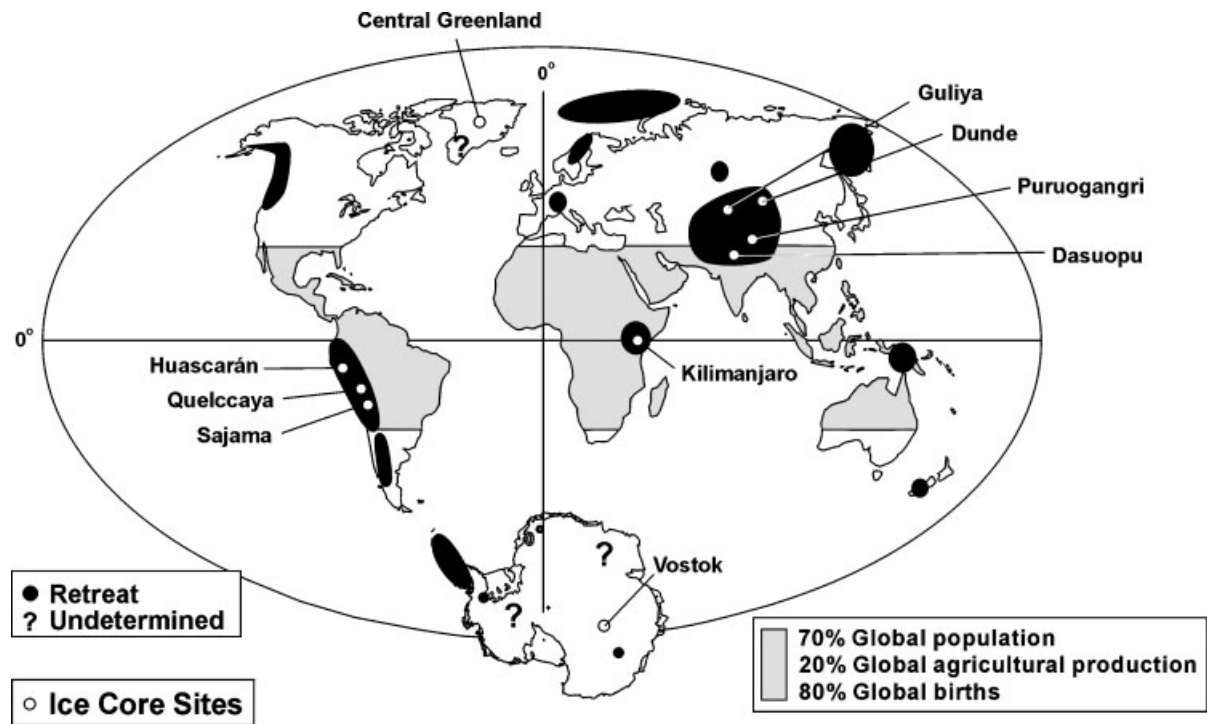 Central Greenland
0°
Guliya
Dunde
Puruogangri
Dasuopu
?
0°
Huascarán
Quelccaya
Sajama
Kilimanjaro
?
Vostok
?
Retreat
? Undetermined
Ice Core Sites
70% Global population
20% Global agricultural production
80% Global births